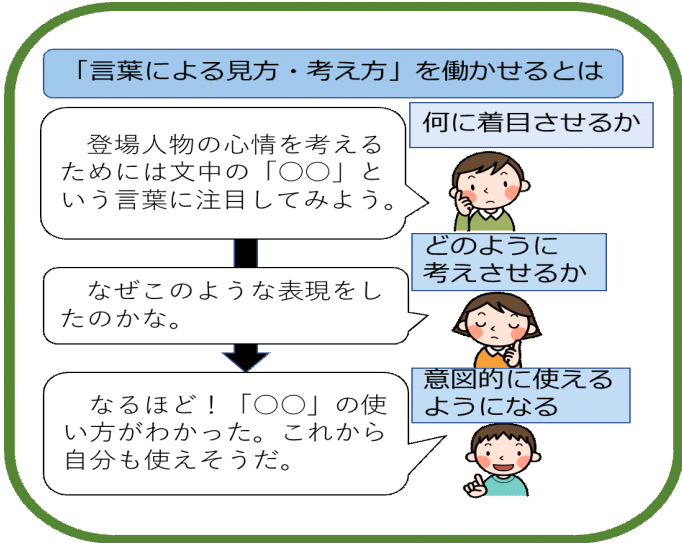 「言葉による見方・考え方」を働かせるとは
何に着目させるか
登場人物の心情を考える
ためには文中の「○○」と
いう言葉に注目してみよう。
どのように
考えさせるか
なぜこのような表現をし
たのかな。
意図的に使える
ようになる
なるほど！「○○」の使
い方がわかった。これから
自分も使えそうだ。